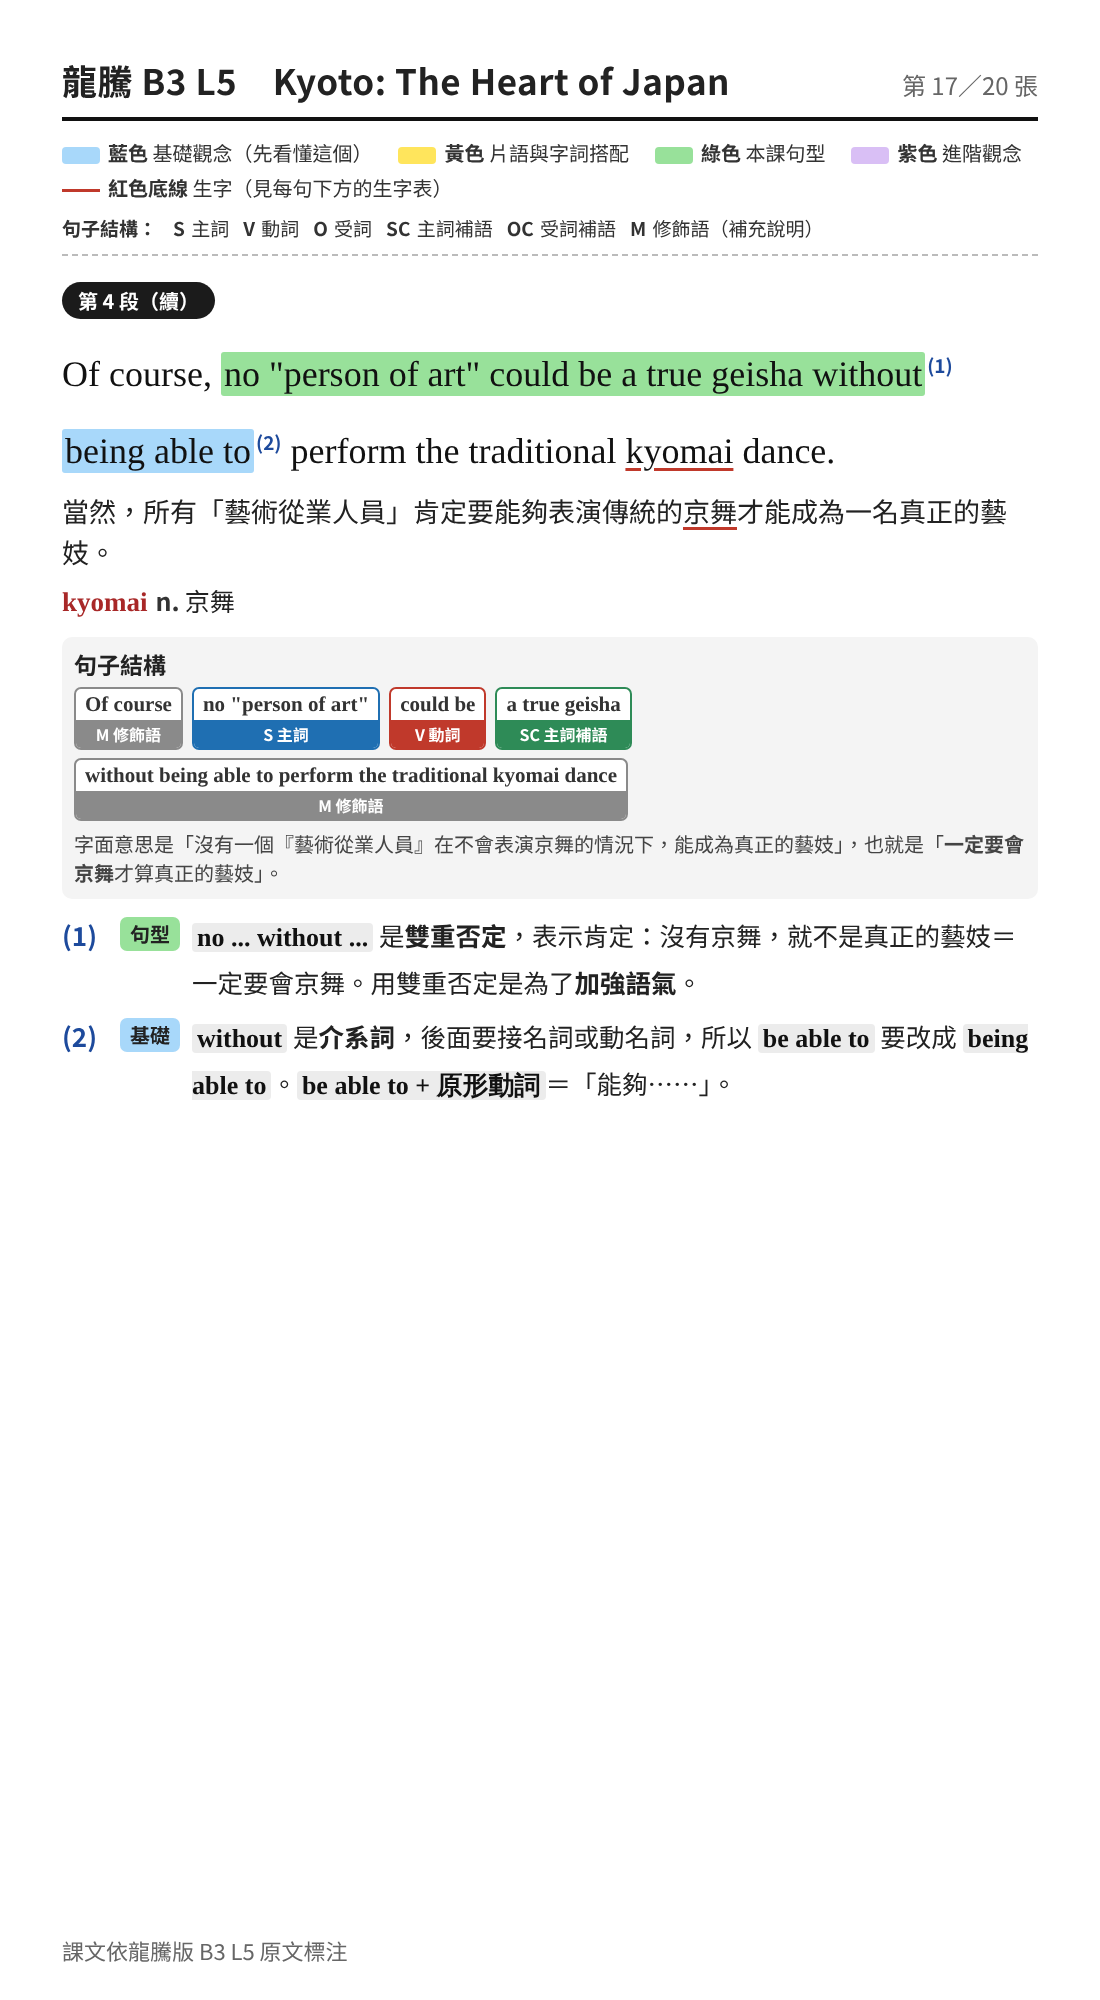 龍騰 B3 L5　Kyoto: The Heart of Japan　第 17／20 張
藍色 基礎觀念（先看懂這個）　黃色 片語與字詞搭配　綠色 本課句型　紫色 進階觀念
紅色底線 生字（見每句下方的生字表）
句子結構： S 主詞 V 動詞 O 受詞 SC 主詞補語 OC 受詞補語 M 修飾語（補充說明）
第 4 段（續）
Of course, no "person of art" could be a true geisha without (1)
being able to (2) perform the traditional kyomai dance.
當然，所有「藝術從業人員」肯定要能夠表演傳統的京舞才能成為一名真正的藝
妓。
kyomai n. 京舞
句子結構
Of course no "person of art" could be a true geisha
M 修飾語 S 主詞 V 動詞 SC 主詞補語
without being able to perform the traditional kyomai dance
M 修飾語
字面意思是「沒有一個『藝術從業人員』在不會表演京舞的情況下，能成為真正的藝妓」，也就是「一定要會
京舞才算真正的藝妓」。
(1) 句型 no ... without ... 是雙重否定，表示肯定：沒有京舞，就不是真正的藝妓＝
一定要會京舞。用雙重否定是為了加強語氣。
(2) 基礎 without 是介系詞，後面要接名詞或動名詞，所以 be able to 要改成 being
able to。be able to + 原形動詞＝「能夠⋯⋯」。
課文依龍騰版 B3 L5 原文標注